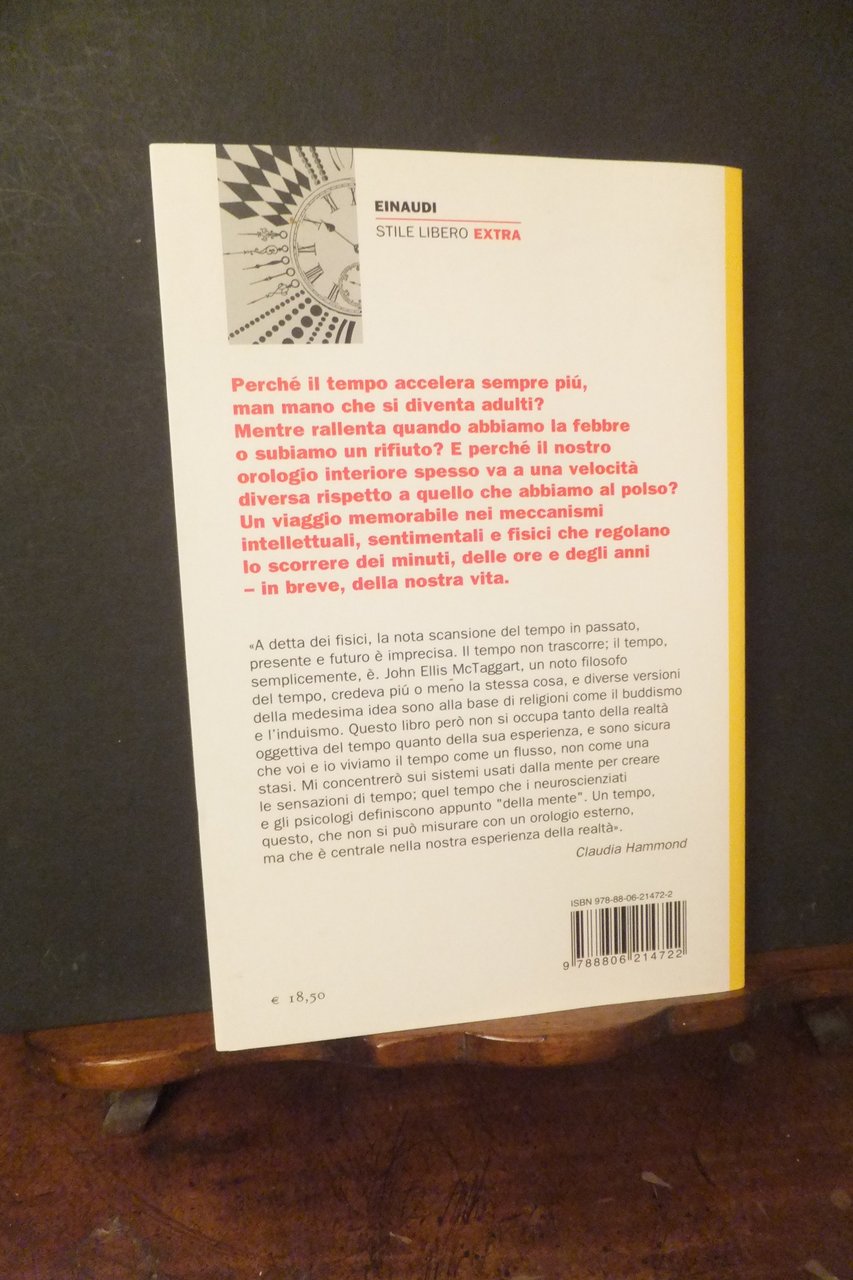 EINAUDI
STILE LIBERO EXTRA
Perché il tempo accelera sempre piú,
man mano che si diventa adulti?
Mentre rallenta quando abbiamo la febbre
o subiamo un rifiuto? E perché il nostro
orologio interiore spesso va a una velocità
diversa rispetto a quello che abbiamo al polso?
Un viaggio memorabile nei meccanismi
intellettuali, sentimentali e fisici che regolano
lo scorrere dei minuti, delle ore e degli anni
– in breve, della nostra vita.
«A detta dei fisici, la nota scansione del tempo in passato,
presente e futuro è imprecisa. Il tempo non trascorre; il tempo,
semplicemente, è. John Ellis McTaggart, un noto filosofo
del tempo, credeva piú o meno la stessa cosa, e diverse versioni
della medesima idea sono alla base di religioni come il buddismo
e l'induismo. Questo libro però non si occupa tanto della realtà
oggettiva del tempo quanto della sua esperienza, e sono sicura
che voi e io viviamo il tempo come un flusso, non come una
stasi. Mi concentrerò sui sistemi usati dalla mente per creare
le sensazioni di tempo; quel tempo che i neuroscienziati
e gli psicologi definiscono appunto "della mente". Un tempo,
questo, che non si può misurare con un orologio esterno,
ma che è centrale nella nostra esperienza della realtà».
Claudia Hammond
ISBN 978-88-06-21472-2
9 788806 214722
€ 18,50